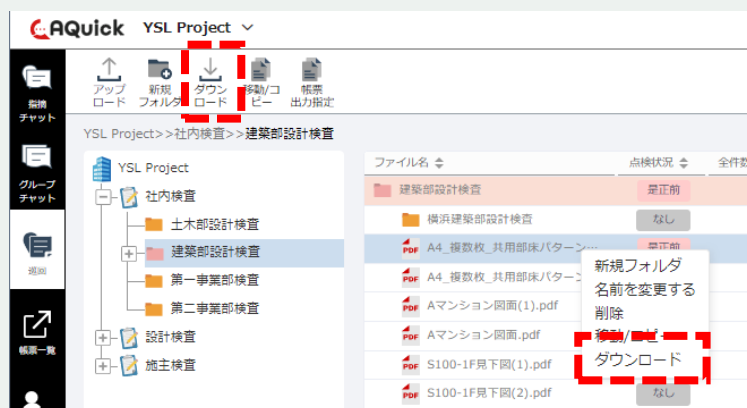 AQuick YSL Project
アップ
ロード
新規
フォルダ
ダウン
ロード
移動/コ
ピー
帳票
出力指定
指摘
チャット
グループ
チャット
巡回
帳票一覧
YSL Project>>社内検査>>建築部設計検査
YSL Project
社内検査
土木部設計検査
建築部設計検査
第一事業部検査
第二事業部検査
設計検査
施主検査
ファイル名 点検状況 全件数
建築部設計検査 是正前
横浜建築部設計検査 なし
PDF A4_複数枚_共用部床パターン… 是正前
PDF A4_複数枚_共用部床パターン
PDF Aマンション図面(1).pdf
PDF Aマンション図面.pdf
PDF S100-1F見下図(1).pdf
PDF S100-1F見下図(2).pdf なし
新規フォルダ
名前を変更する
削除
移動/コピー
ダウンロード